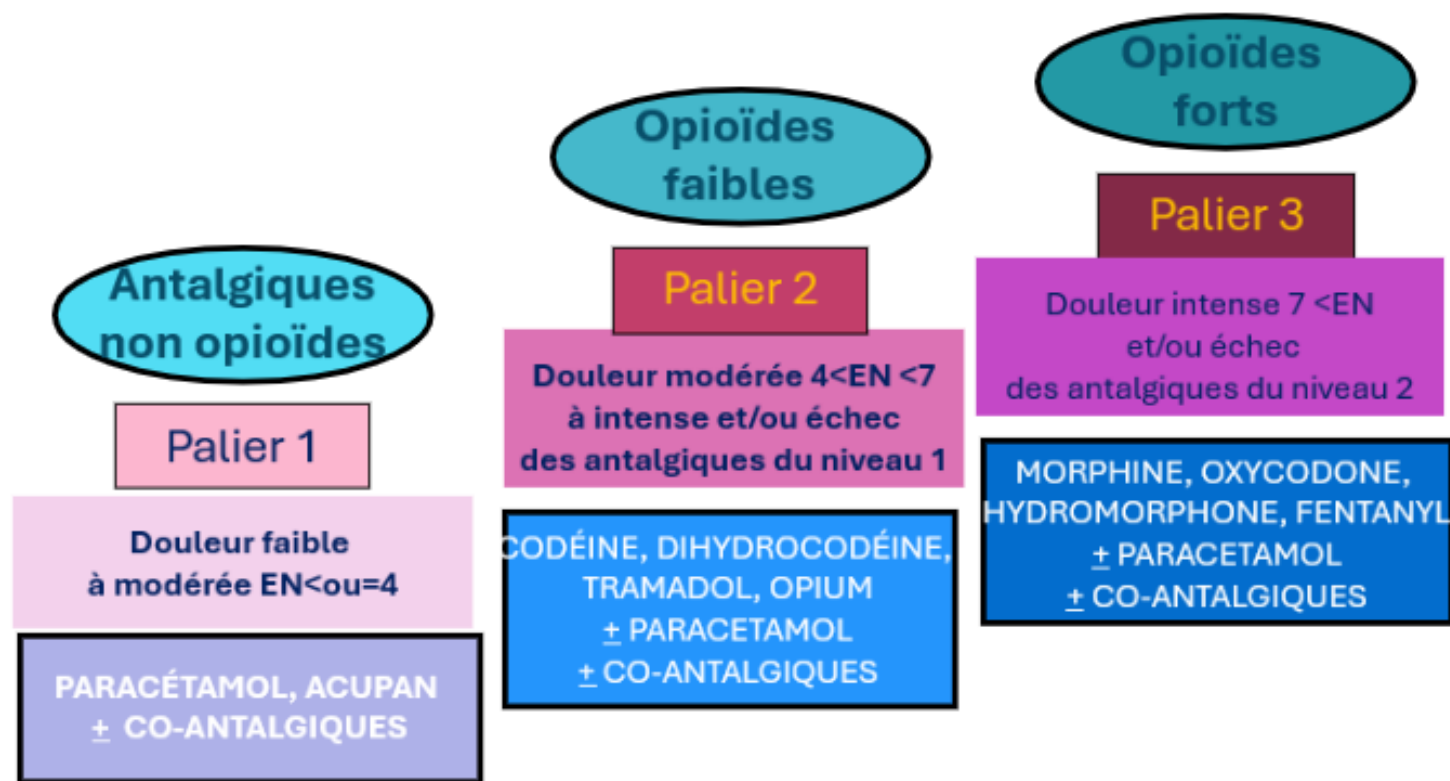 Antalgiques
non opioïdes
Palier 1
Douleur faible
à modérée EN<ou=4
PARACÉTAMOL, ACUPAN
± CO-ANTALGIQUES
Opioïdes
faibles
Palier 2
Douleur modérée 4<EN <7
à intense et/ou échec
des antalgiques du niveau 1
CODÉINE, DIHYDROCODÉINE,
TRAMADOL, OPIUM
± PARACETAMOL
± CO-ANTALGIQUES
Opioïdes
forts
Palier 3
Douleur intense 7 <EN
et/ou échec
des antalgiques du niveau 2
MORPHINE, OXYCODONE,
HYDROMORPHONE, FENTANYL
± PARACETAMOL
± CO-ANTALGIQUES